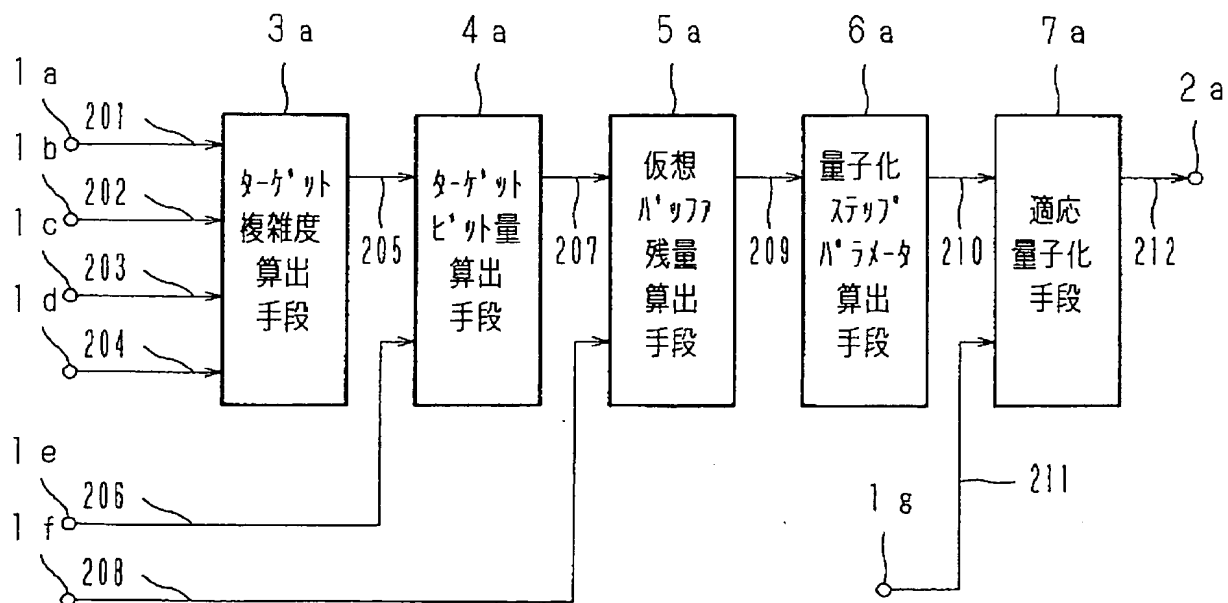 3a
4a
5a
6a
7a
1a
2a
201
1b
202
1c
203
1d
204
ﾀｰｹﾞｯﾄ
複雑度
算出
手段
205
ﾀｰｹﾞｯﾄ
ﾋﾞｯﾄ量
算出
手段
207
仮想
ﾊﾞｯﾌｧ
残量
算出
手段
209
量子化
ｽﾃｯﾌﾟ
ﾊﾟﾗﾒｰﾀ
算出
手段
210
適応
量子化
手段
212
1e
206
1f
208
1g
211